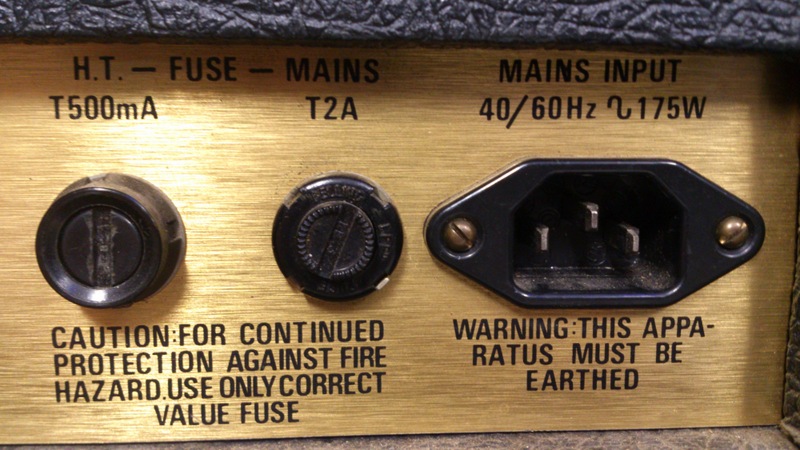 H.T. — FUSE — MAINS
T500mA T2A
MAINS INPUT
40/60Hz ∿ 175W
CAUTION:FOR CONTINUED
PROTECTION AGAINST FIRE
HAZARD.USE ONLY CORRECT
VALUE FUSE
WARNING:THIS APPA-
RATUS MUST BE
EARTHED